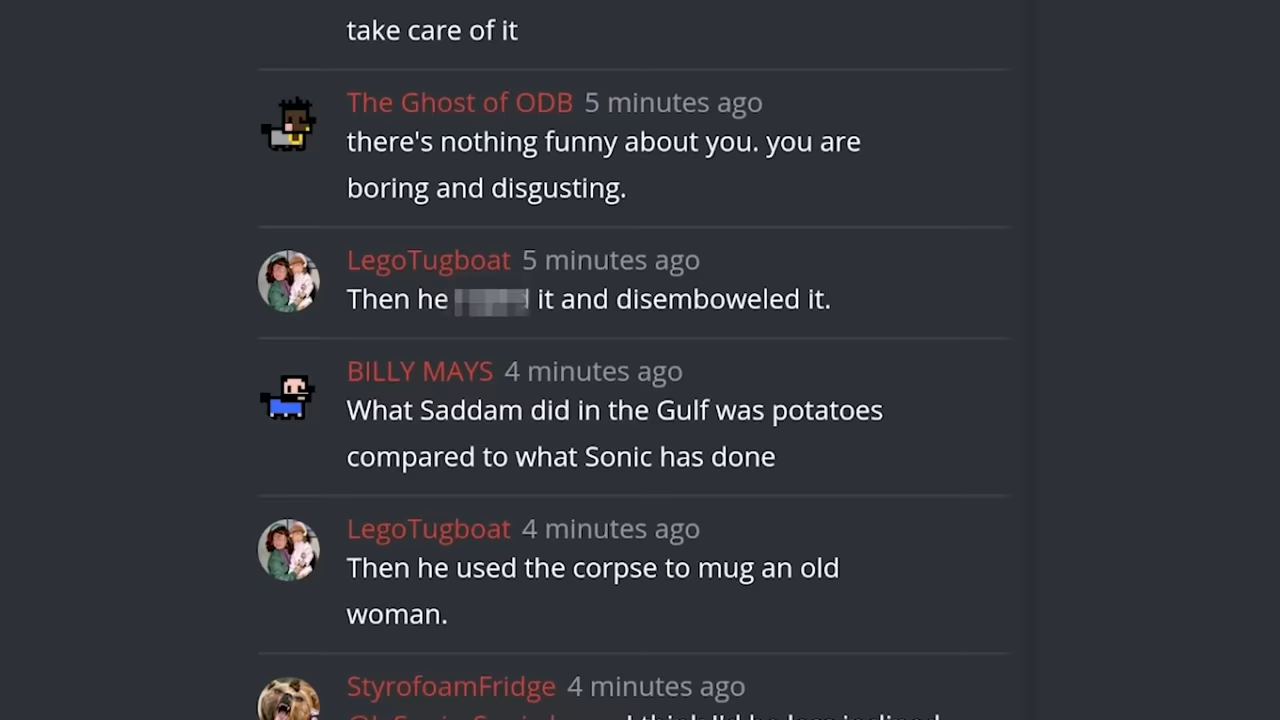 take care of it
The Ghost of ODB 5 minutes ago
there's nothing funny about you. you are
boring and disgusting.
LegoTugboat 5 minutes ago
Then he it and disemboweled it.
BILLY MAYS 4 minutes ago
What Saddam did in the Gulf was potatoes
compared to what Sonic has done
LegoTugboat 4 minutes ago
Then he used the corpse to mug an old
woman.
StyrofoamFridge 4 minutes ago